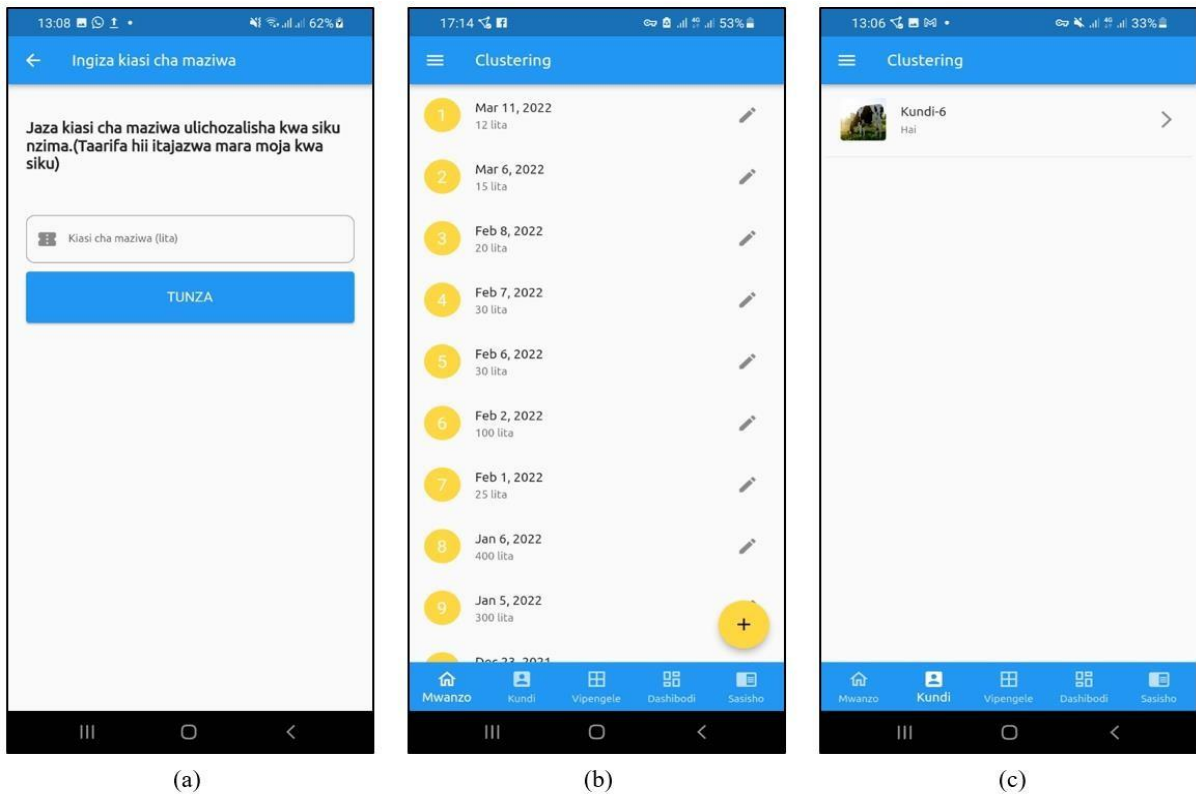 13:08
62%
Ingiza kiasi cha maziwa
Jaza kiasi cha maziwa ulichozalisha kwa siku
nzima.(Taarifa hii itajazwa mara moja kwa
siku)
Kiasi cha maziwa (lita)
TUNZA
(a)
17:14
53%
Clustering
1
Mar 11, 2022
12 lita
2
Mar 6, 2022
15 lita
3
Feb 8, 2022
20 lita
4
Feb 7, 2022
30 lita
5
Feb 6, 2022
30 lita
6
Feb 2, 2022
100 lita
7
Feb 1, 2022
25 lita
8
Jan 6, 2022
400 lita
9
Jan 5, 2022
300 lita
Dec 23, 2021
Mwanzo Kundi Vipengele Dashibodi Sasisho
(b)
13:06
33%
Clustering
Kundi-6
Hai
Mwanzo Kundi Vipengele Dashibodi Sasisho
(c)